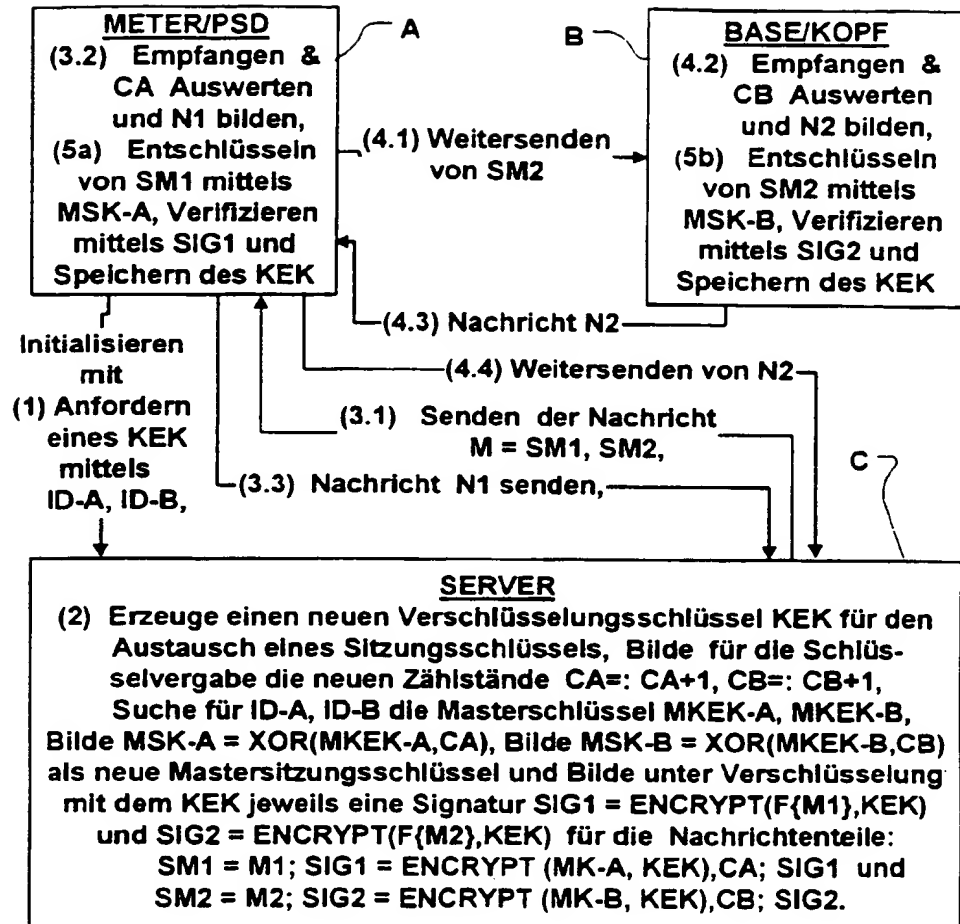 METER/PSD
(3.2) Empfangen &
CA Auswerten
und N1 bilden,
(5a) Entschlüsseln
von SM1 mittels
MSK-A, Verifizieren
mittels SIG1 und
Speichern des KEK
A
B
BASE/KOPF
(4.2) Empfangen &
CB Auswerten
und N2 bilden,
(5b) Entschlüsseln
von SM2 mittels
MSK-B, Verifizieren
mittels SIG2 und
Speichern des KEK
(4.1) Weitersenden
von SM2
(4.3) Nachricht N2
(4.4) Weitersenden von N2
Initialisieren
mit
(1) Anfordern
eines KEK
mittels
ID-A, ID-B,
(3.1) Senden der Nachricht
M = SM1, SM2,
(3.3) Nachricht N1 senden,
C
SERVER
(2) Erzeuge einen neuen Verschlüsselungsschlüssel KEK für den
Austausch eines Sitzungsschlüssels, Bilde für die Schlüs-
selvergabe die neuen Zählstände CA=: CA+1, CB=: CB+1,
Suche für ID-A, ID-B die Masterschlüssel MKEK-A, MKEK-B,
Bilde MSK-A = XOR(MKEK-A,CA), Bilde MSK-B = XOR(MKEK-B,CB)
als neue Mastersitzungsschlüssel und Bilde unter Verschlüsselung
mit dem KEK jeweils eine Signatur SIG1 = ENCRYPT(F{M1},KEK)
und SIG2 = ENCRYPT(F{M2},KEK) für die Nachrichtenteile:
SM1 = M1; SIG1 = ENCRYPT (MK-A, KEK),CA; SIG1 und
SM2 = M2; SIG2 = ENCRYPT (MK-B, KEK),CB; SIG2.